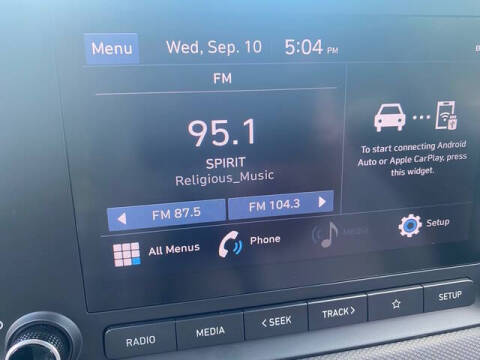 Menu
Wed, Sep. 10
5:04 PM
FM
95.1
SPIRIT
Religious_Music
FM 87.5
FM 104.3
To start connecting Android
Auto or Apple CarPlay, press
this widget.
All Menus
Phone
Media
Setup
RADIO
MEDIA
< SEEK
TRACK >
SETUP